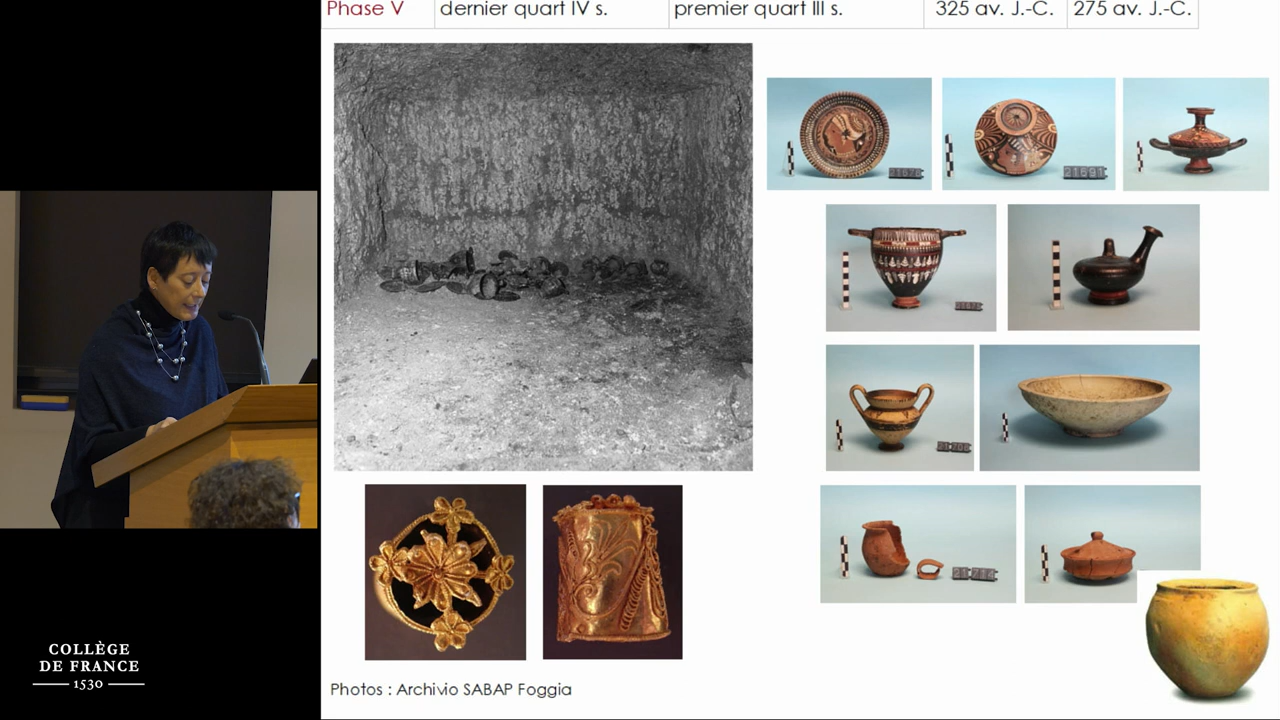 Phase V dernier quart IV s. premier quart III s. 325 av. J.-C. 275 av. J.-C.
COLLÈGE
DE FRANCE
1530
Photos : Archivio SABAP Foggia